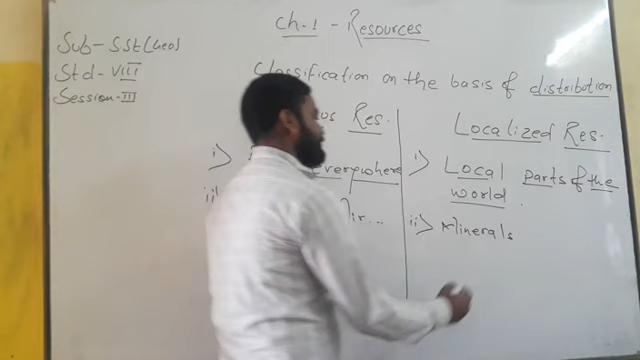 Ch.1 - Resources
Sub- SSt(Geo)
Std- VIII
Session- III
Classification on the basis of distribution
Res.
i)
Everywhere
ii)
Air...
Localized Res.
i) Local parts of the
world.
ii) Minerals